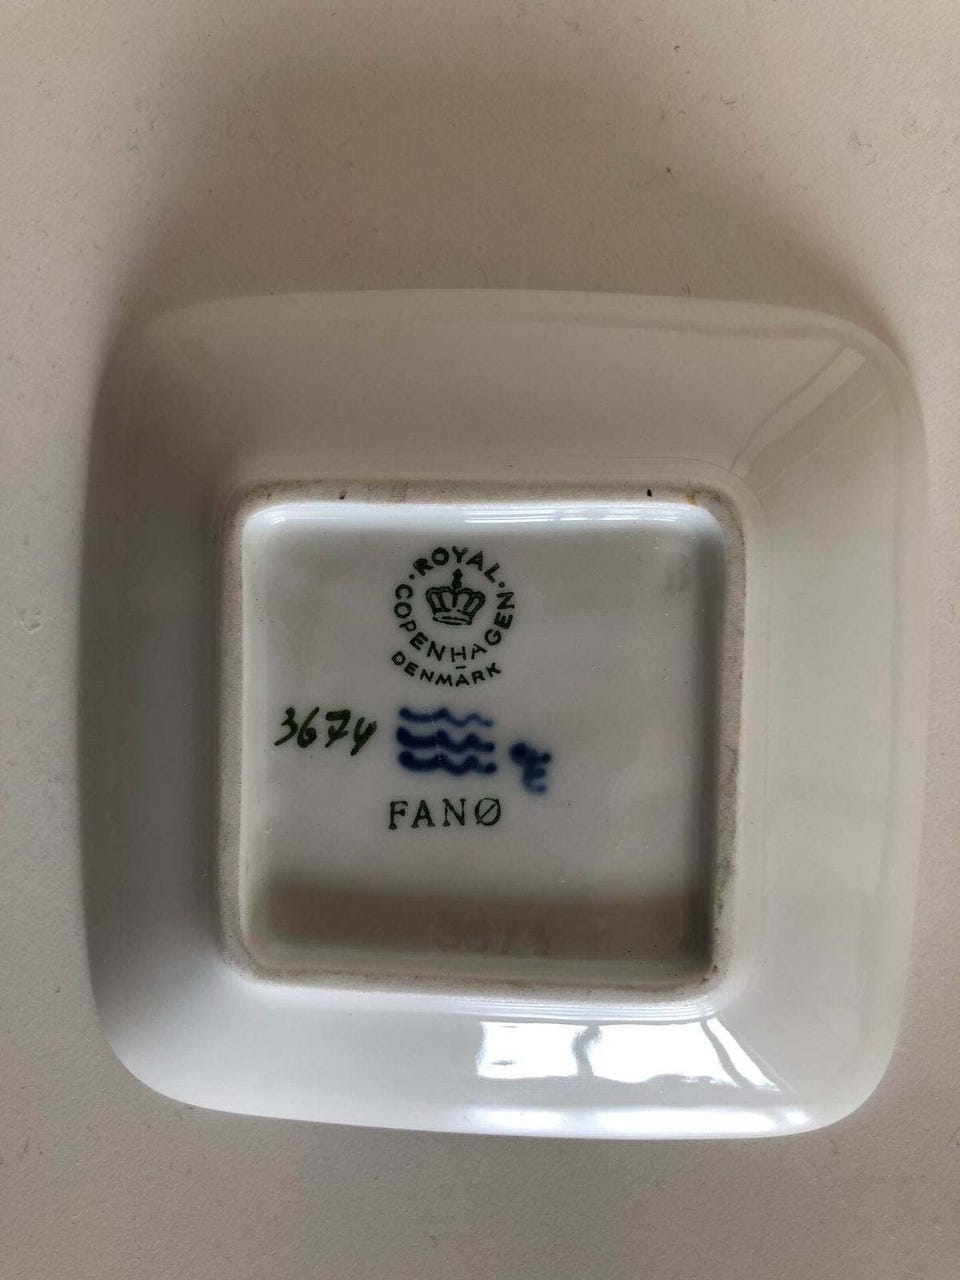 ROYAL
COPENHAGEN
DENMARK
3674
FANØ